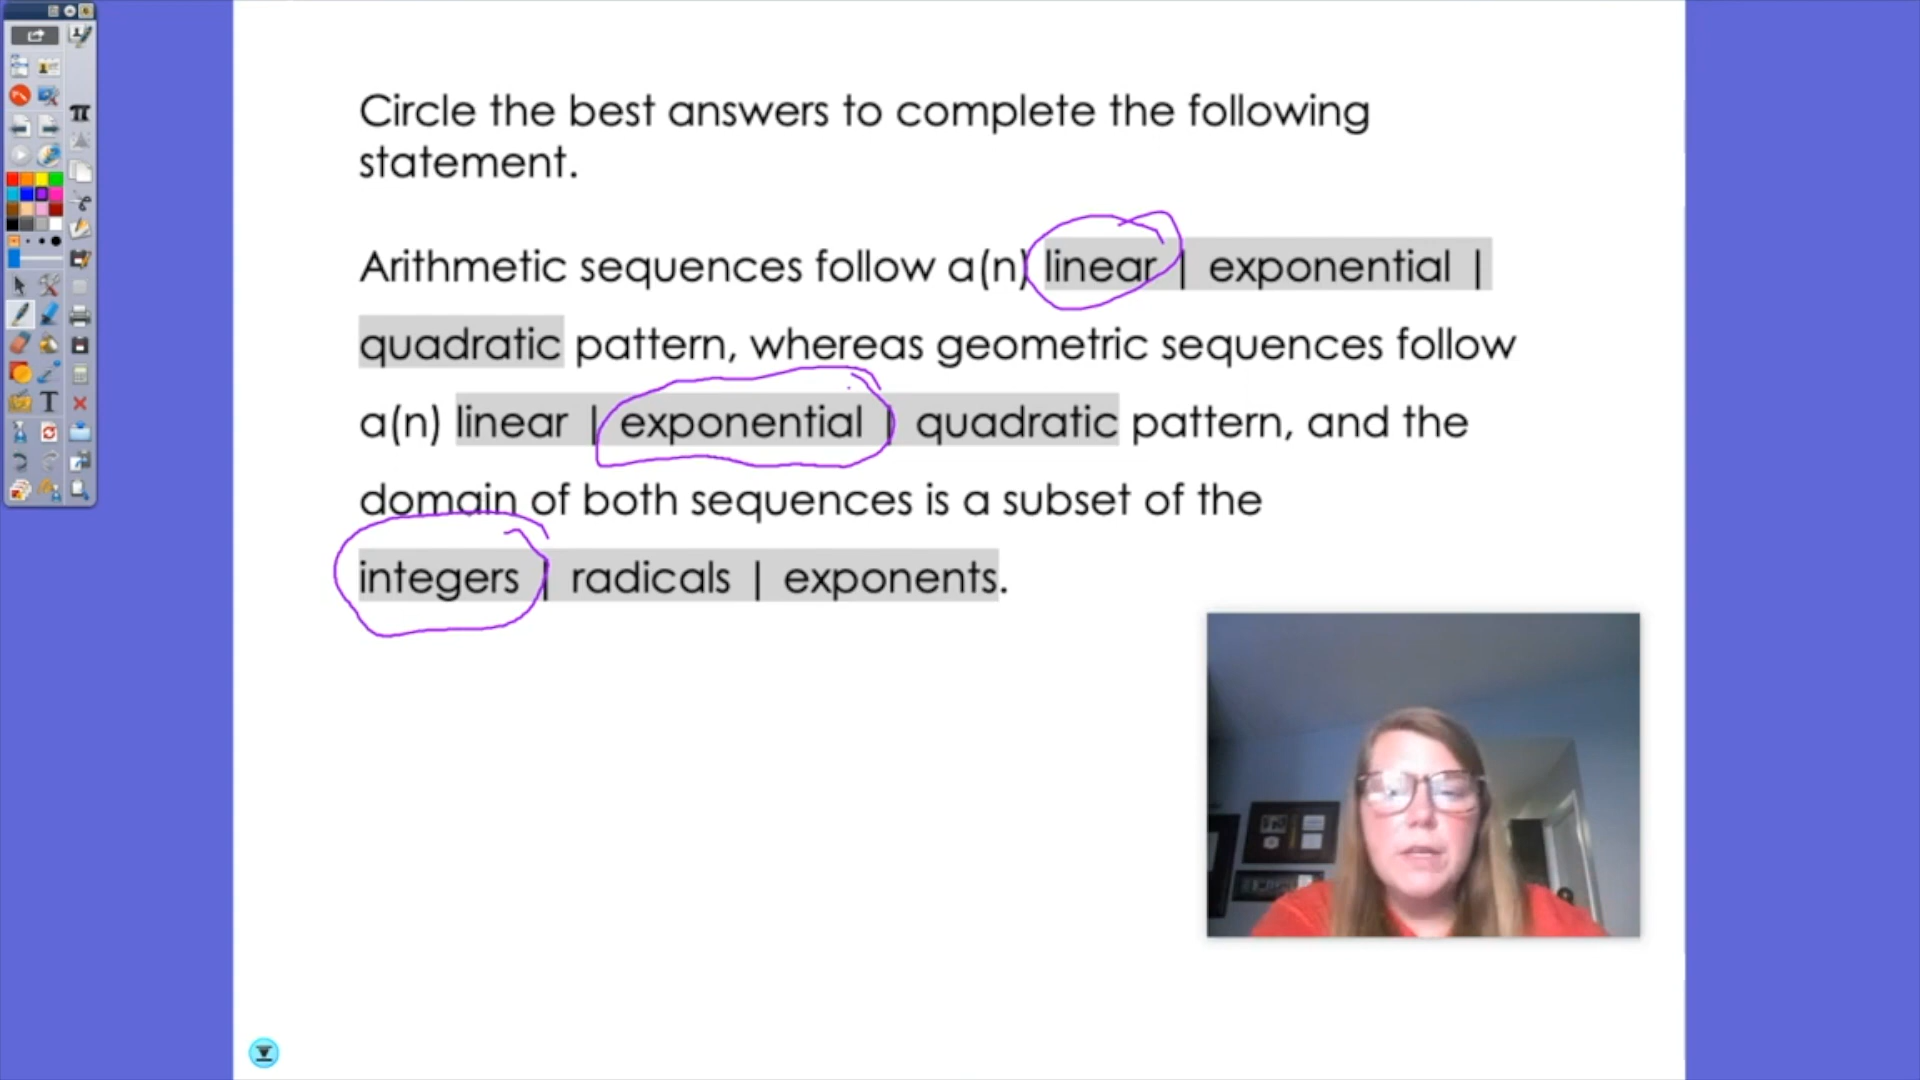 Circle the best answers to complete the following
statement.
Arithmetic sequences follow a(n) linear | exponential |
quadratic pattern, whereas geometric sequences follow
a(n) linear | exponential | quadratic pattern, and the
domain of both sequences is a subset of the
integers | radicals | exponents.